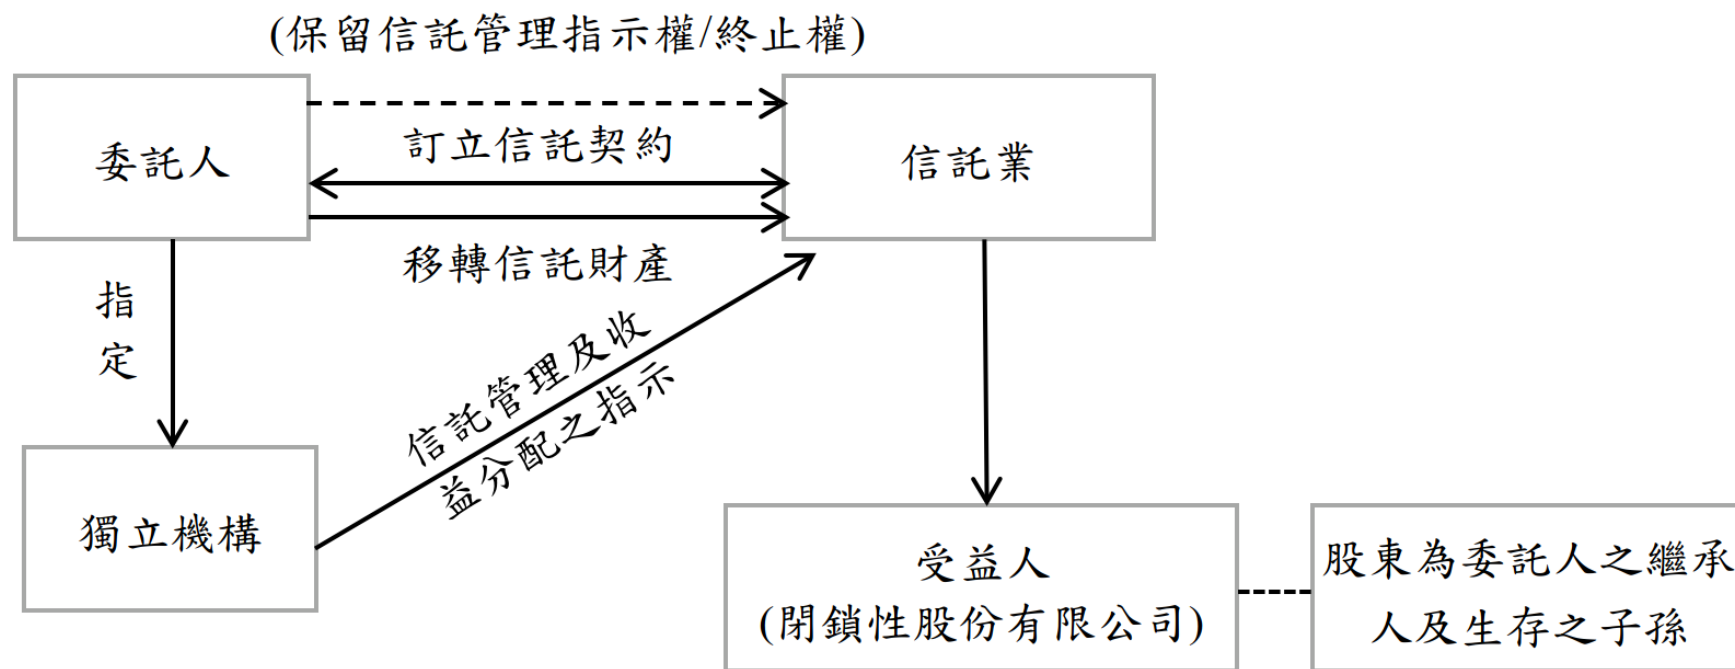 (保留信託管理指示權/終止權)
委託人
訂立信託契約
信託業
移轉信託財產
指
定
信託管理及收
益分配之指示
獨立機構
受益人
(閉鎖性股份有限公司)
股東為委託人之繼承
人及生存之子孫